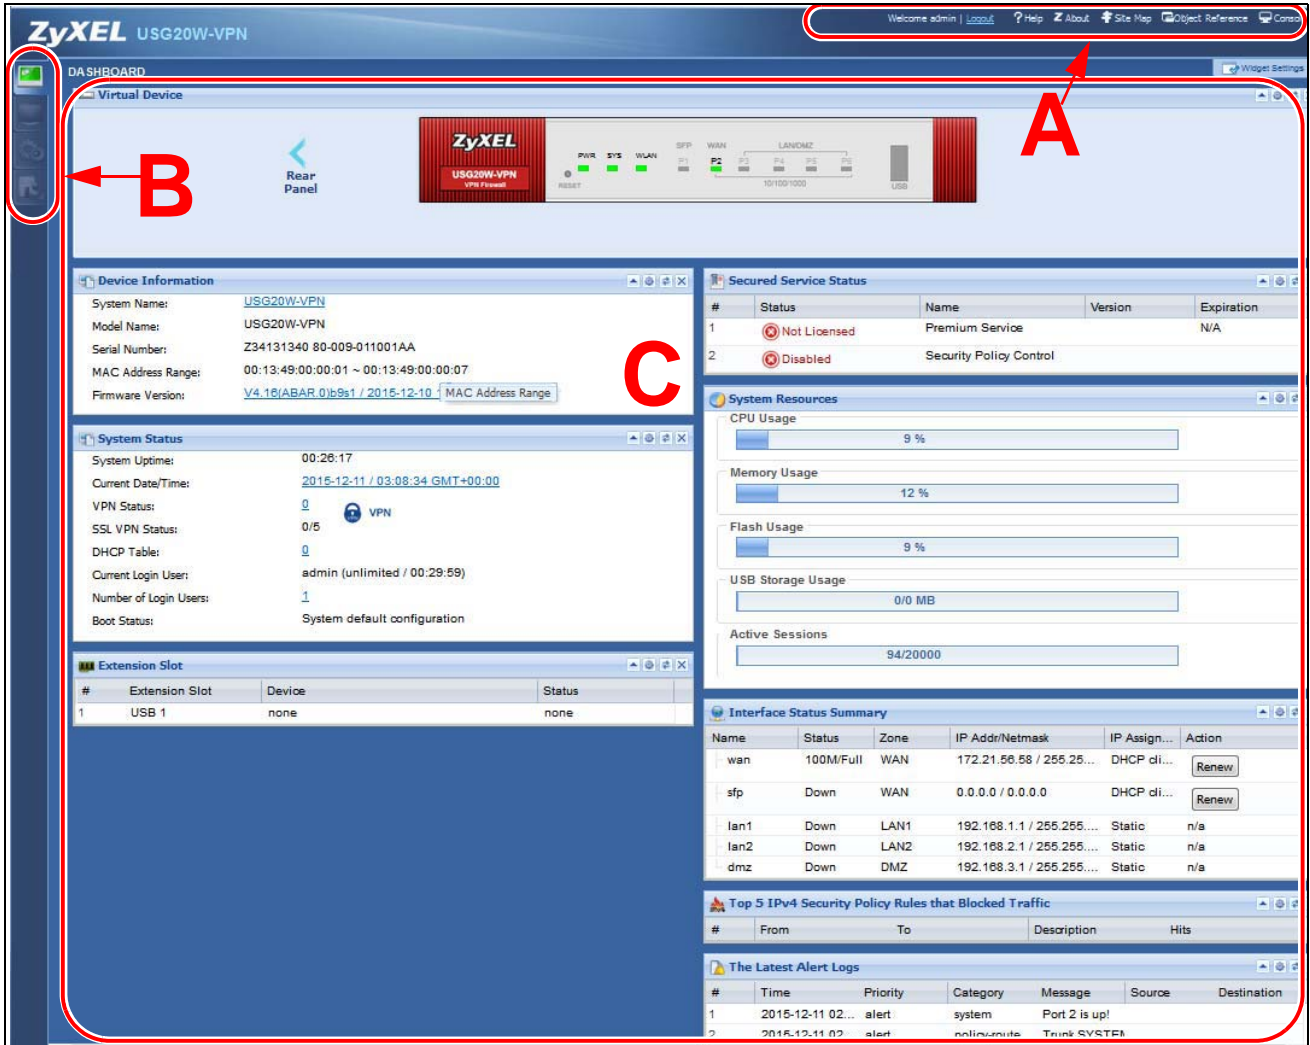 ZyXEL USG20W-VPN
Welcome admin | Logout ?Help Z About Site Map Object Reference Consol
DASHBOARD
Widget Settings
A
B
C
Virtual Device
Rear
Panel
ZyXEL
USG20W-VPN
VPN Firewall
PWR SYS WLAN
RESET
SFP WAN LAN/DMZ
P1 P2 P3 P4 P5 P6
10/100/1000
USB
Device Information
System Name: USG20W-VPN
Model Name: USG20W-VPN
Serial Number: Z34131340 80-009-011001AA
MAC Address Range: 00:13:49:00:00:01 ~ 00:13:49:00:00:07
Firmware Version: V4.16(ABAR.0)b9s1 / 2015-12-10
MAC Address Range
System Status
System Uptime: 00:26:17
Current Date/Time: 2015-12-11 / 03:08:34 GMT+00:00
VPN Status: 0 VPN
SSL VPN Status: 0/5
DHCP Table: 0
Current Login User: admin (unlimited / 00:29:59)
Number of Login Users: 1
Boot Status: System default configuration
Extension Slot
# Extension Slot Device Status
1 USB 1 none none
Secured Service Status
# Status Name Version Expiration
1 Not Licensed Premium Service N/A
2 Disabled Security Policy Control
System Resources
CPU Usage
9 %
Memory Usage
12 %
Flash Usage
9 %
USB Storage Usage
0/0 MB
Active Sessions
94/20000
Interface Status Summary
Name Status Zone IP Addr/Netmask IP Assign... Action
wan 100M/Full WAN 172.21.56.58 / 255.25... DHCP cli... Renew
sfp Down WAN 0.0.0.0 / 0.0.0.0 DHCP cli... Renew
lan1 Down LAN1 192.168.1.1 / 255.255.... Static n/a
lan2 Down LAN2 192.168.2.1 / 255.255.... Static n/a
dmz Down DMZ 192.168.3.1 / 255.255.... Static n/a
Top 5 IPv4 Security Policy Rules that Blocked Traffic
# From To Description Hits
The Latest Alert Logs
# Time Priority Category Message Source Destination
1 2015-12-11 02... alert system Port 2 is up!
2 2015-12-11 02... alert policy-route Trunk SYSTEM